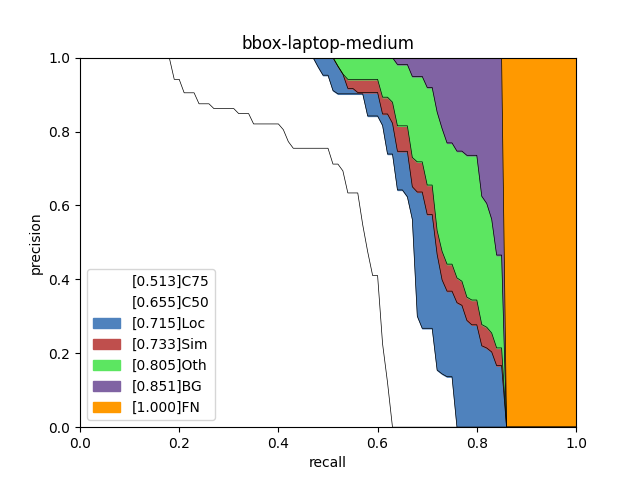 bbox-laptop-medium
precision
1.0
0.8
0.6
0.4
0.2
0.0
[0.513]C75
[0.655]C50
[0.715]Loc
[0.733]Sim
[0.805]Oth
[0.851]BG
[1.000]FN
0.0 0.2 0.4 0.6 0.8 1.0
recall